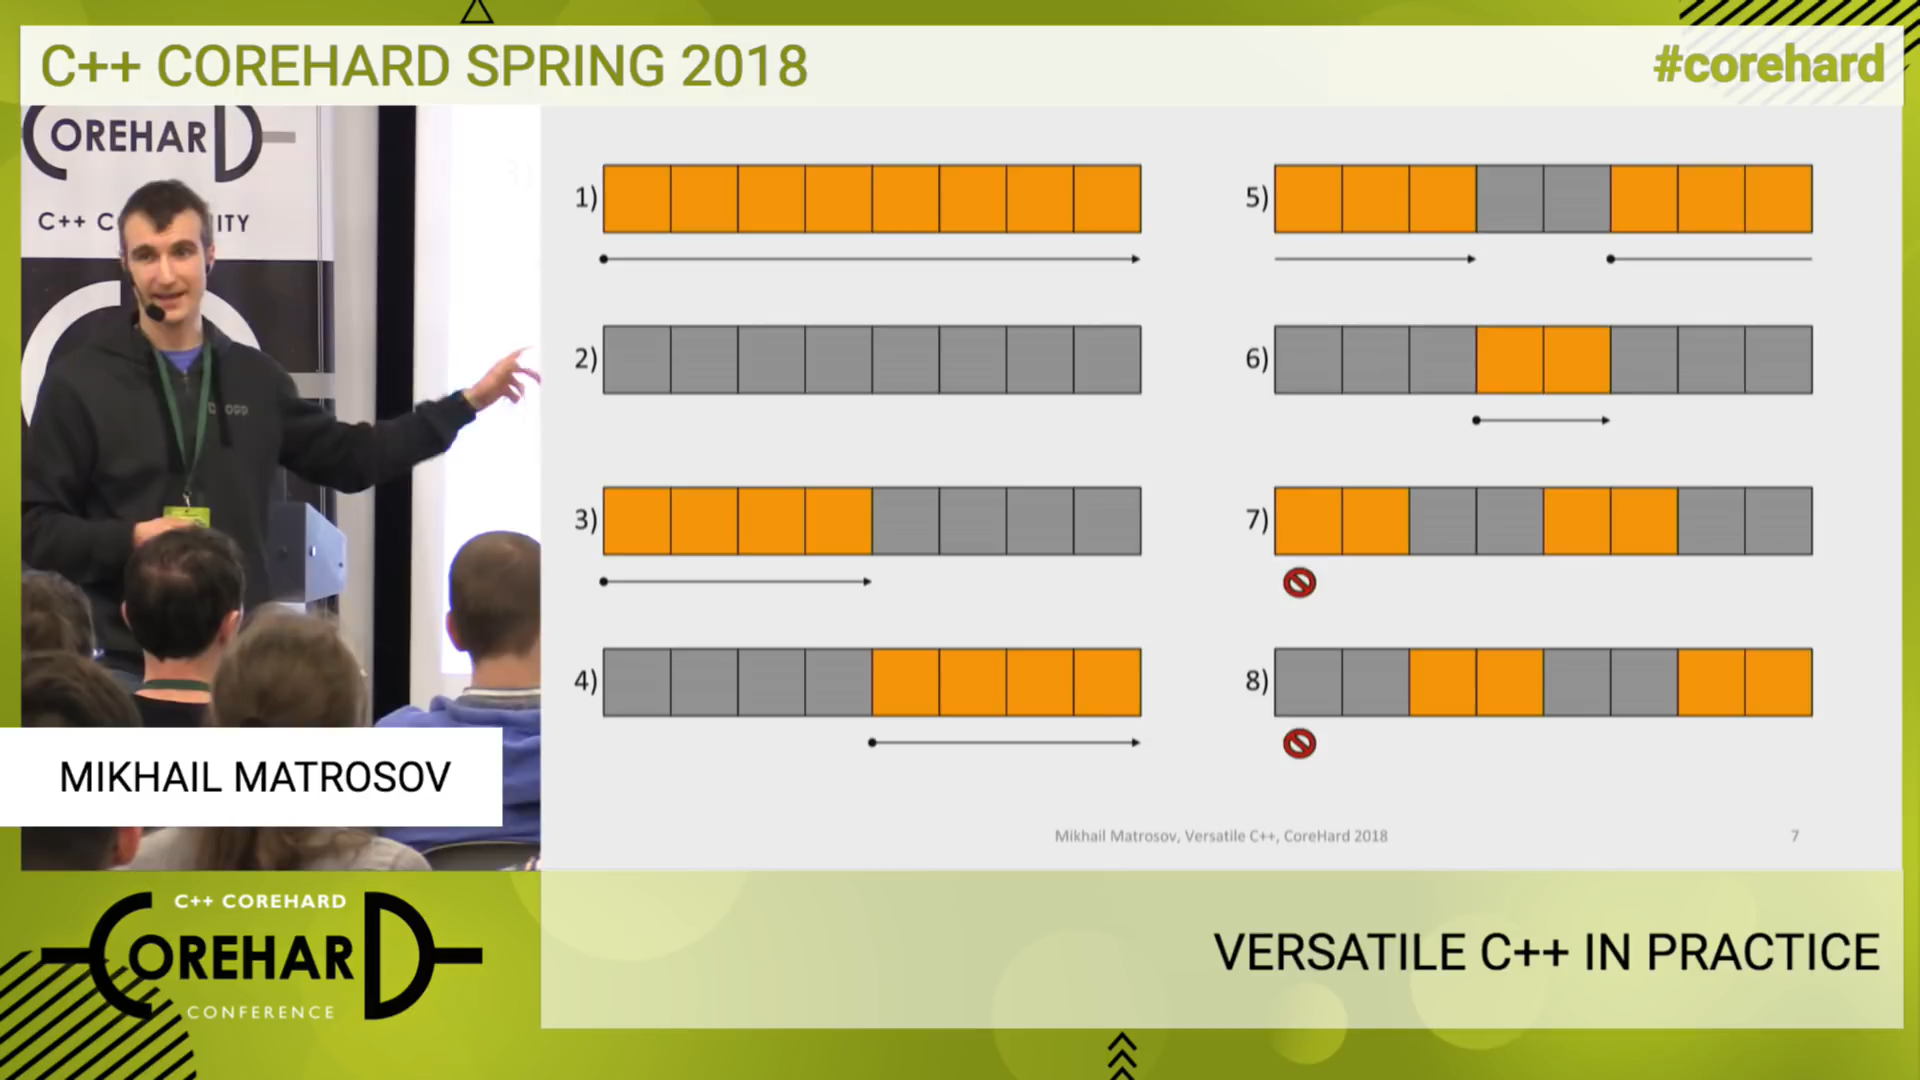 C++ COREHARD SPRING 2018
#corehard
COREHARD
C++ C ITY
1)
2)
3)
4)
5)
6)
7)
8)
Mikhail Matrosov, Versatile C++, CoreHard 2018
7
MIKHAIL MATROSOV
C++ COREHARD
COREHARD
CONFERENCE
VERSATILE C++ IN PRACTICE